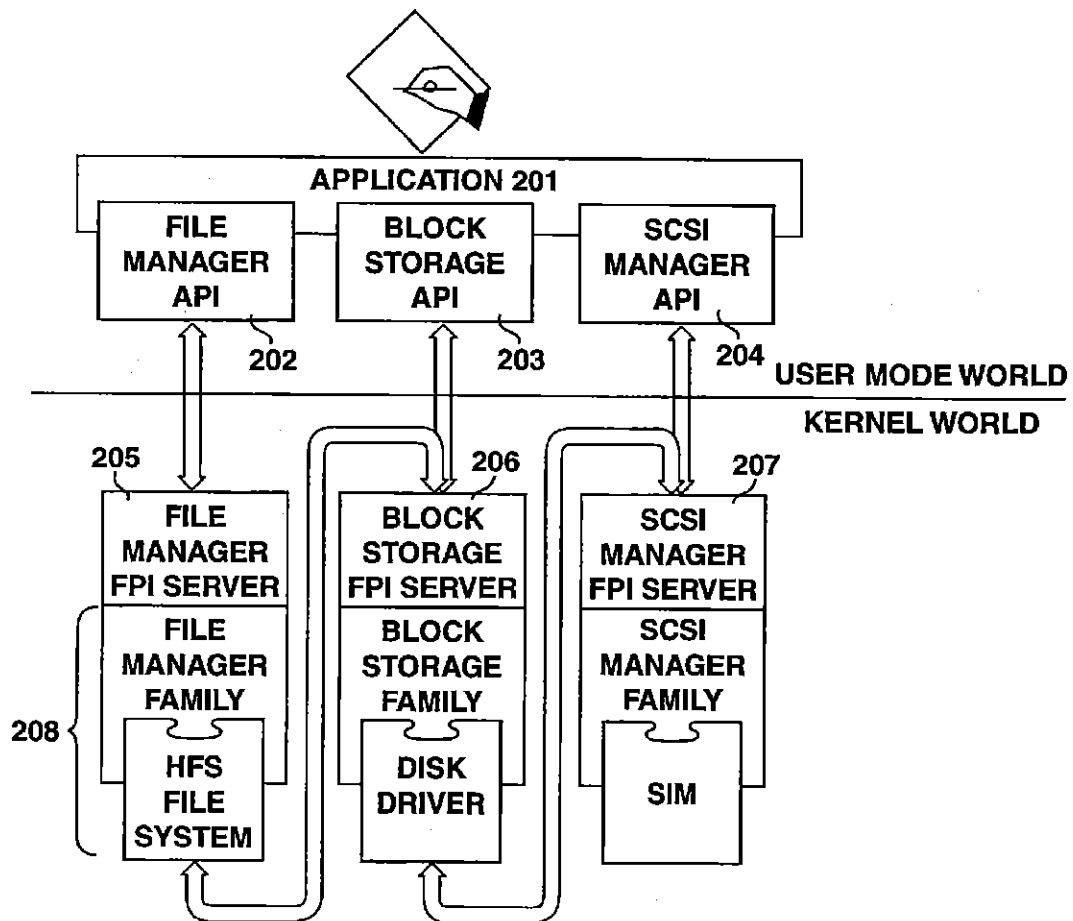 APPLICATION 201
FILE
MANAGER
API
BLOCK
STORAGE
API
SCSI
MANAGER
API
202
203
204
USER MODE WORLD
KERNEL WORLD
205
206
207
FILE
MANAGER
FPI SERVER
BLOCK
STORAGE
FPI SERVER
SCSI
MANAGER
FPI SERVER
FILE
MANAGER
FAMILY
BLOCK
STORAGE
FAMILY
SCSI
MANAGER
FAMILY
208
HFS
FILE
SYSTEM
DISK
DRIVER
SIM